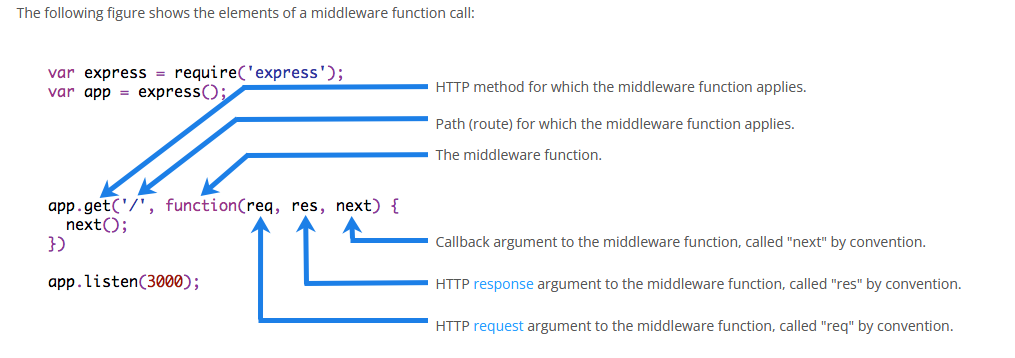 The following figure shows the elements of a middleware function call:
var express = require('express');
var app = express();
HTTP method for which the middleware function applies.
Path (route) for which the middleware function applies.
The middleware function.
app.get('/', function(req, res, next) {
next();
})
Callback argument to the middleware function, called "next" by convention.
app.listen(3000);
HTTP response argument to the middleware function, called "res" by convention.
HTTP request argument to the middleware function, called "req" by convention.